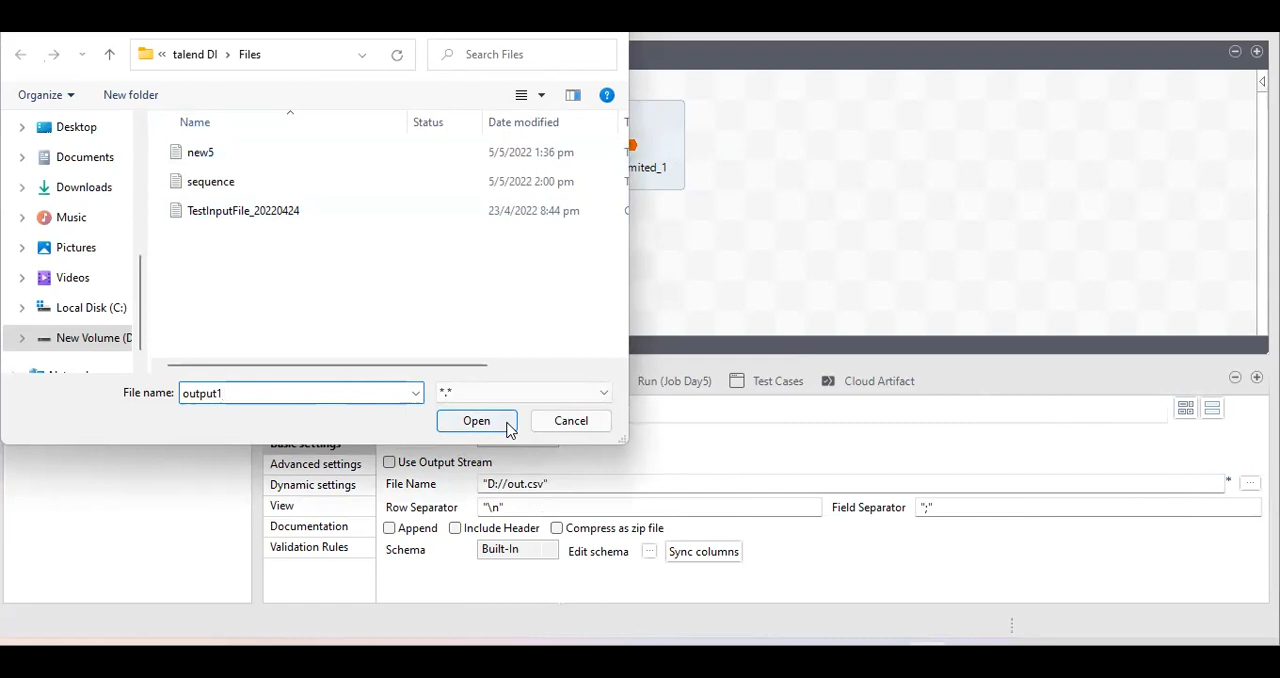 talend DI > Files
Search Files
Organize
New folder
Name
Status
Date modified
Desktop
Documents
Downloads
Music
Pictures
Videos
Local Disk (C:)
New Volume (D
new5
5/5/2022 1:36 pm
sequence
5/5/2022 2:00 pm
TestInputFile_20220424
23/4/2022 8:44 pm
File name:
output1
*.*
Open
Cancel
mited_1
Run (Job Day5)
Test Cases
Cloud Artifact
Basic settings
Advanced settings
Dynamic settings
View
Documentation
Validation Rules
Use Output Stream
File Name
"D://out.csv"
*
Row Separator
"\n"
Field Separator
";"
Append
Include Header
Compress as zip file
Schema
Built-In
Edit schema
Sync columns